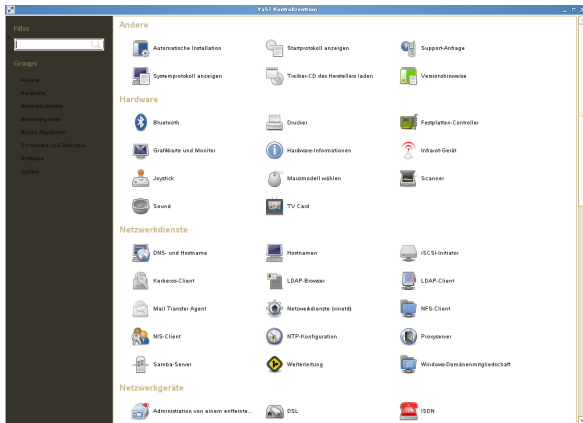 YaST Kontrollzentrum
Filter
Groups
Andere
Hardware
Netzwerkdienste
Netzwerkgeräte
Novell AppArmor
Sicherheit und Benutzer
Software
System
Andere
Automatische Installation
Startprotokoll anzeigen
Support-Anfrage
Systemprotokoll anzeigen
Treiber-CD des Herstellers laden
Versionshinweise
Hardware
Bluetooth
Drucker
Festplatten-Controller
Grafikkarte und Monitor
Hardware-Informationen
Infrarot-Gerät
Joystick
Mausmodell wählen
Scanner
Sound
TV Card
Netzwerkdienste
DNS- und Hostname
Hostnamen
iSCSI-Initiator
Kerberos-Client
LDAP-Browser
LDAP-Client
Mail Transfer Agent
Netzwerkdienste (xinetd)
NFS-Client
NIS-Client
NTP-Konfiguration
Proxyserver
Samba-Server
Weiterleitung
Windows-Domänenmitgliedschaft
Netzwerkgeräte
Administration von einem entfernte...
DSL
ISDN